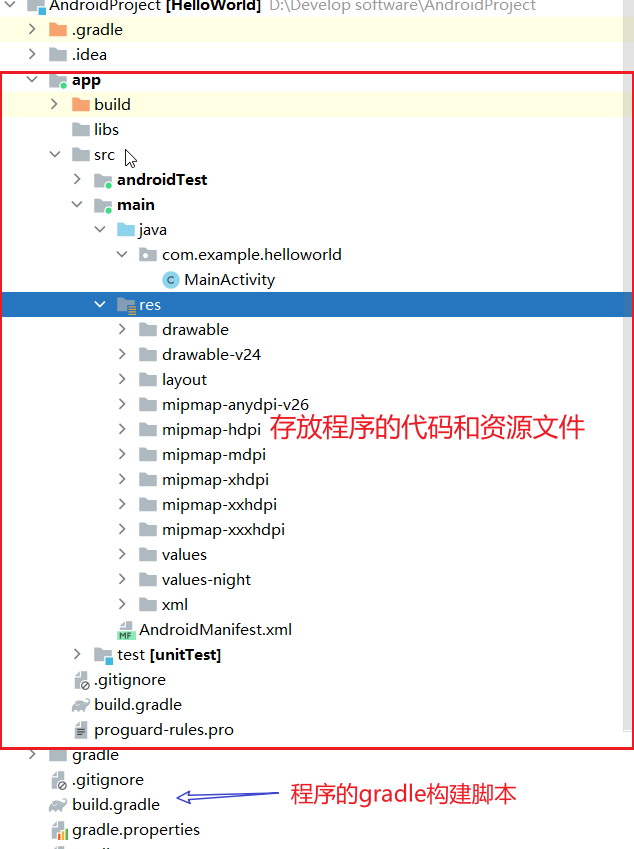 AndroidProject [HelloWorld] D:\Develop software\AndroidProject
.gradle
.idea
app
build
libs
src
androidTest
main
java
com.example.helloworld
C MainActivity
res
drawable
drawable-v24
layout
mipmap-anydpi-v26
mipmap-hdpi 存放程序的代码和资源文件
mipmap-mdpi
mipmap-xhdpi
mipmap-xxhdpi
mipmap-xxxhdpi
values
values-night
xml
MF AndroidManifest.xml
test [unitTest]
.gitignore
build.gradle
proguard-rules.pro
gradle
.gitignore
build.gradle 程序的gradle构建脚本
gradle.properties